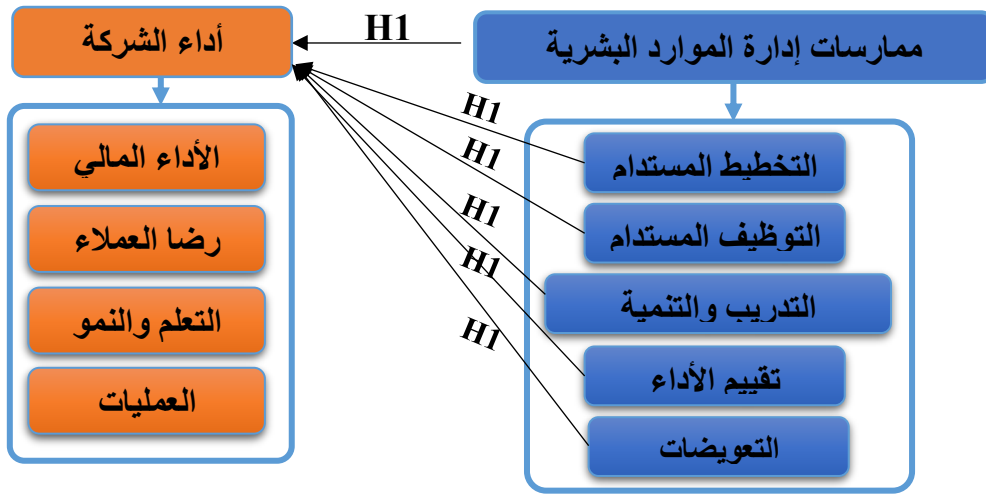 ممارسات إدارة الموارد البشرية
H1
أداء الشركة
التخطيط المستدام
التوظيف المستدام
التدريب والتنمية
تقييم الأداء
التعويضات
H1
H1
H1
H1
H1
الأداء المالي
رضا العملاء
التعلم والنمو
العمليات